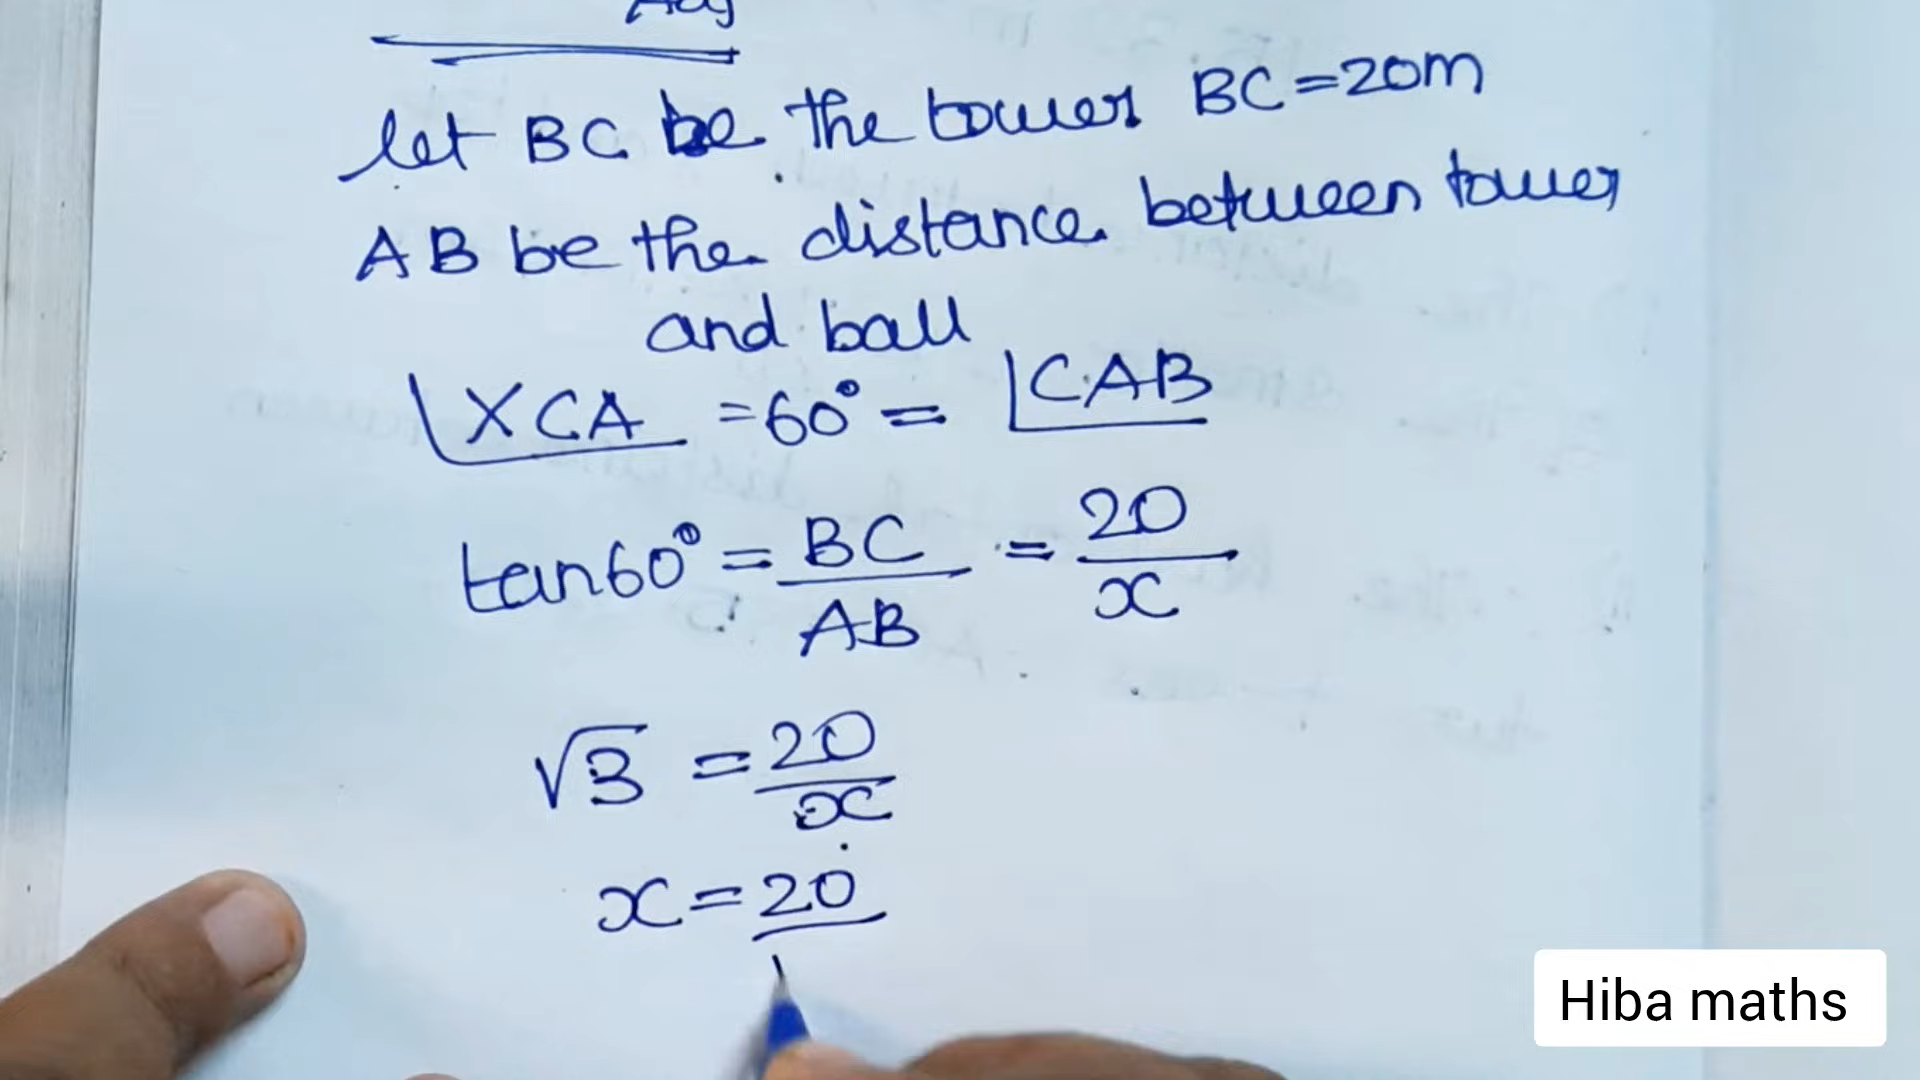 Adj
let BC be the tower BC=20m
AB be the distance between tower
and ball
XCA = 60° = CAB
tan60° = BC/AB = 20/x
√3 = 20/x
x = 20
Hiba maths